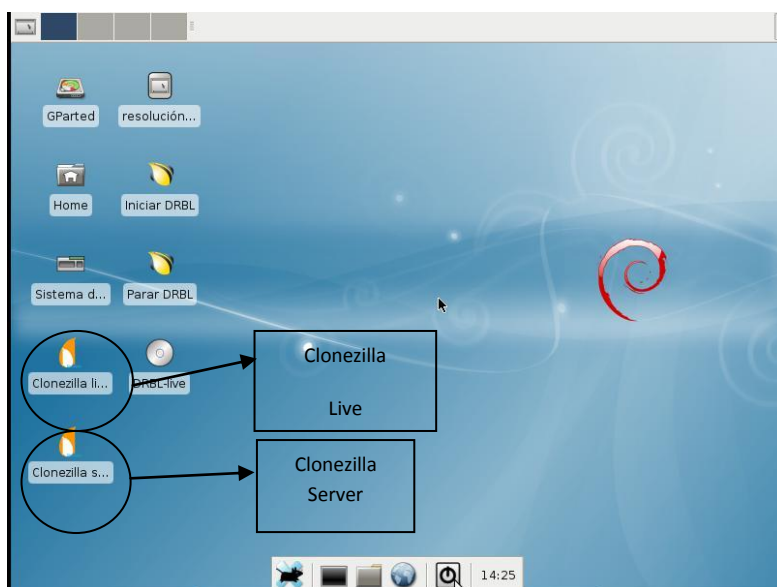 GParted
resolución...
Home
Iniciar DRBL
Sistema d...
Parar DRBL
Clonezilla li...
DRBL-live
Clonezilla
Live
Clonezilla s...
Clonezilla
Server
14:25